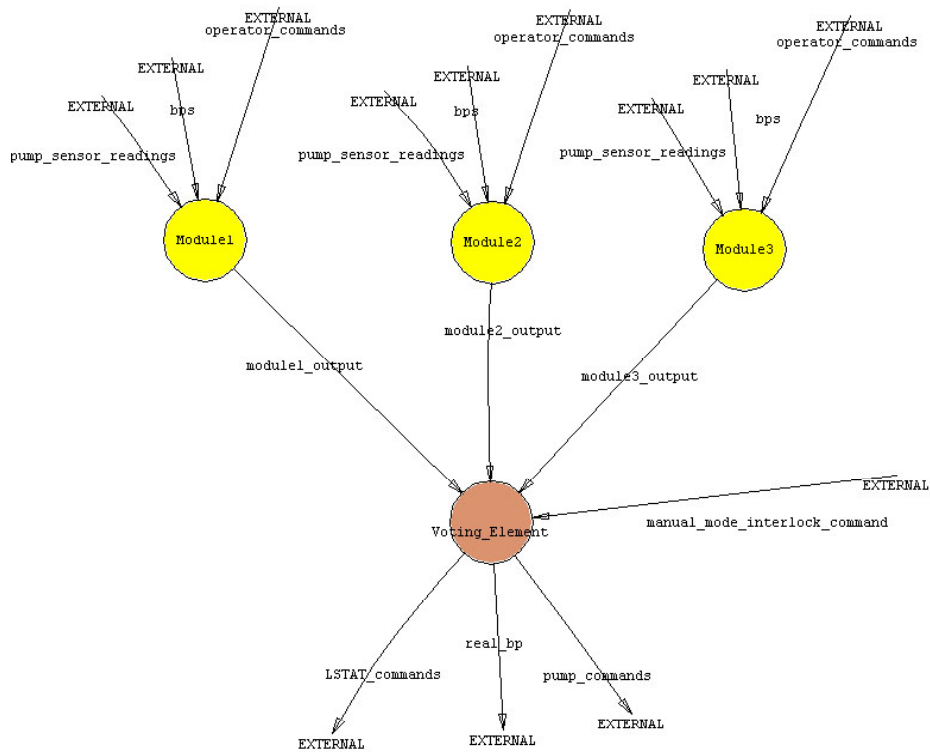 EXTERNAL
operator_commands
EXTERNAL
EXTERNAL
bps
pump_sensor_readings
Module1
EXTERNAL
operator_commands
EXTERNAL
EXTERNAL
bps
pump_sensor_readings
Module2
EXTERNAL
operator_commands
EXTERNAL
EXTERNAL
bps
pump_sensor_readings
Module3
module1_output
module2_output
module3_output
EXTERNAL
manual_mode_interlock_command
Voting_Element
LSTAT_commands
real_bp
pump_commands
EXTERNAL
EXTERNAL
EXTERNAL